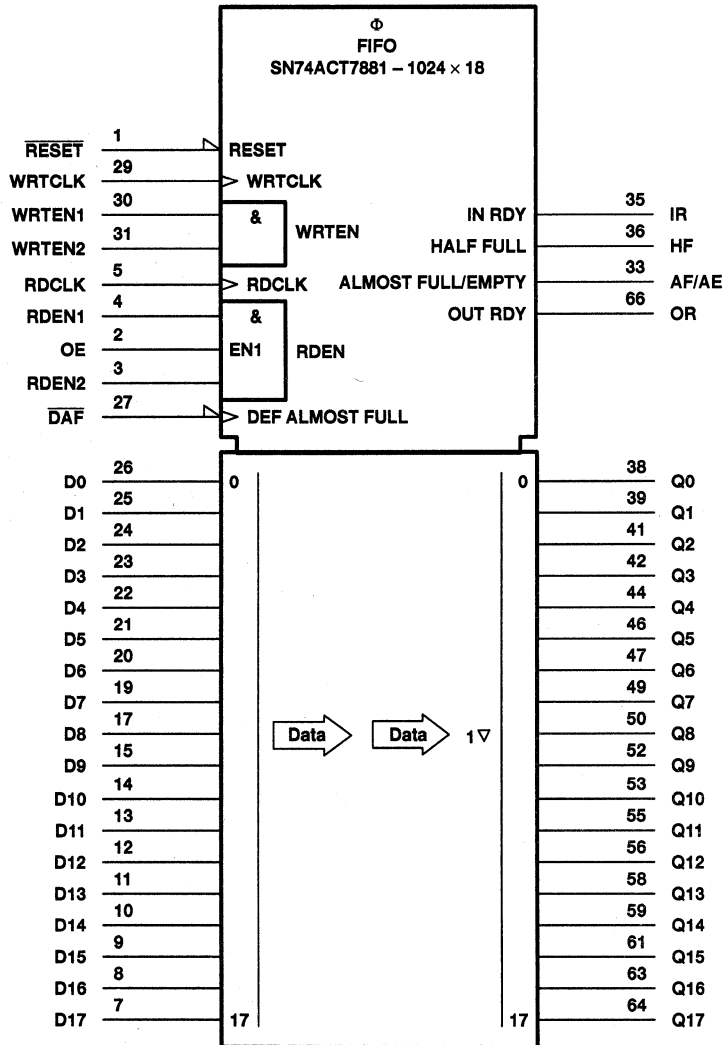 Φ
FIFO
SN74ACT7881 – 1024 × 18
RESET 1 RESET
WRTCLK 29 WRTCLK
WRTEN1 30 & WRTEN IN RDY 35 IR
WRTEN2 31 HALF FULL 36 HF
RDCLK 5 RDCLK ALMOST FULL/EMPTY 33 AF/AE
RDEN1 4 & OUT RDY 66 OR
OE 2 EN1 RDEN
RDEN2 3
DAF 27 DEF ALMOST FULL
D0 26 0 0 38 Q0
D1 25 39 Q1
D2 24 41 Q2
D3 23 42 Q3
D4 22 44 Q4
D5 21 46 Q5
D6 20 47 Q6
D7 19 49 Q7
D8 17 Data Data 1 ▽ 50 Q8
D9 15 52 Q9
D10 14 53 Q10
D11 13 55 Q11
D12 12 56 Q12
D13 11 58 Q13
D14 10 59 Q14
D15 9 61 Q15
D16 8 63 Q16
D17 7 17 17 64 Q17